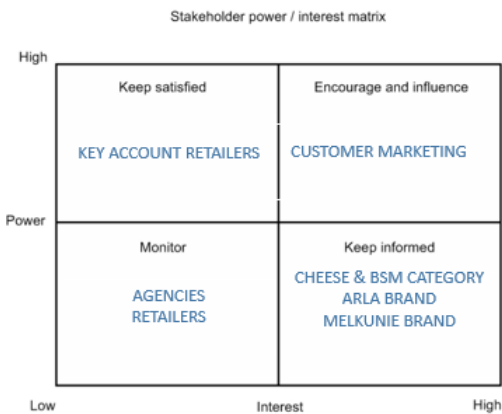 Stakeholder power / interest matrix
High
Keep satisfied
Encourage and influence
KEY ACCOUNT RETAILERS
CUSTOMER MARKETING
Power
Monitor
Keep informed
AGENCIES
RETAILERS
CHEESE & BSM CATEGORY
ARLA BRAND
MELKUNIE BRAND
Low
Interest
High